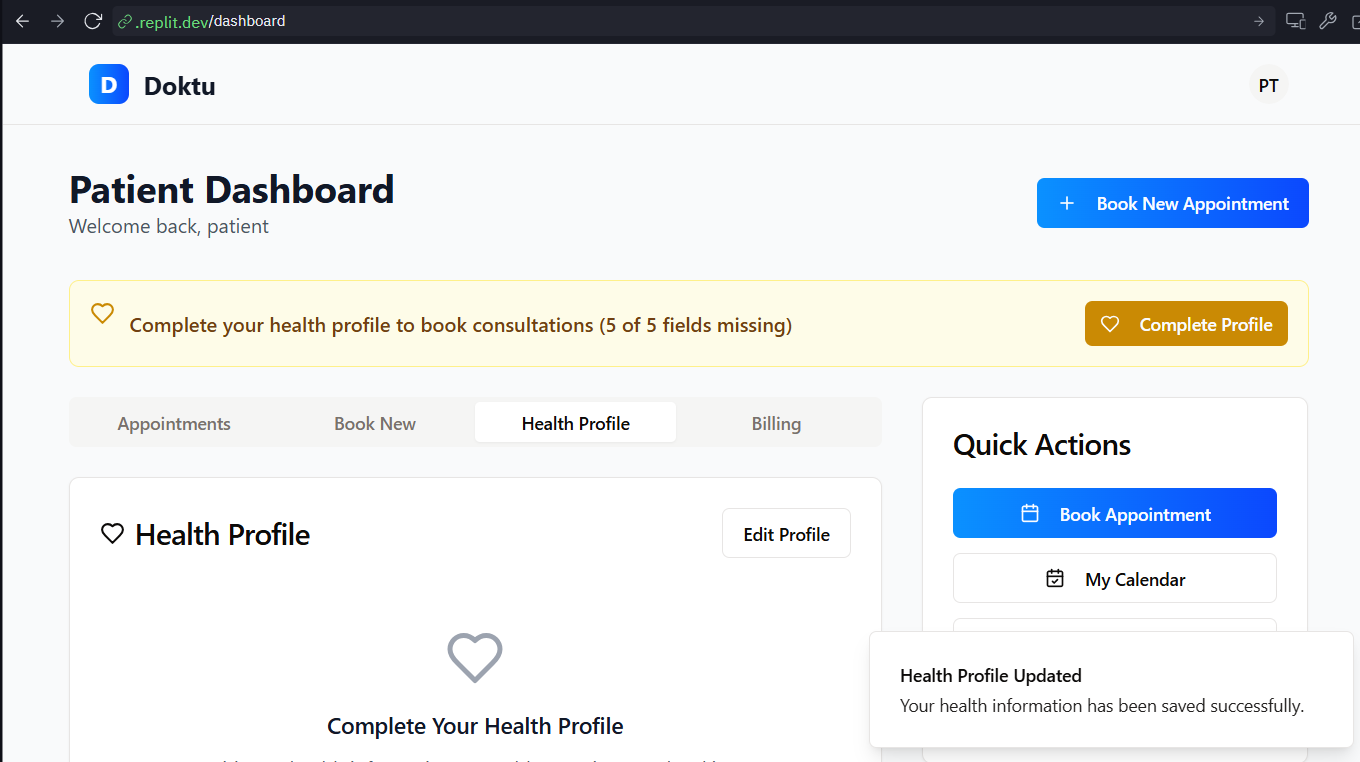 .replit.dev/dashboard
D Doktu
PT
Patient Dashboard
Welcome back, patient
Book New Appointment
Complete your health profile to book consultations (5 of 5 fields missing)
Complete Profile
Appointments Book New Health Profile Billing
Health Profile
Edit Profile
Complete Your Health Profile
Quick Actions
Book Appointment
My Calendar
Health Profile Updated
Your health information has been saved successfully.